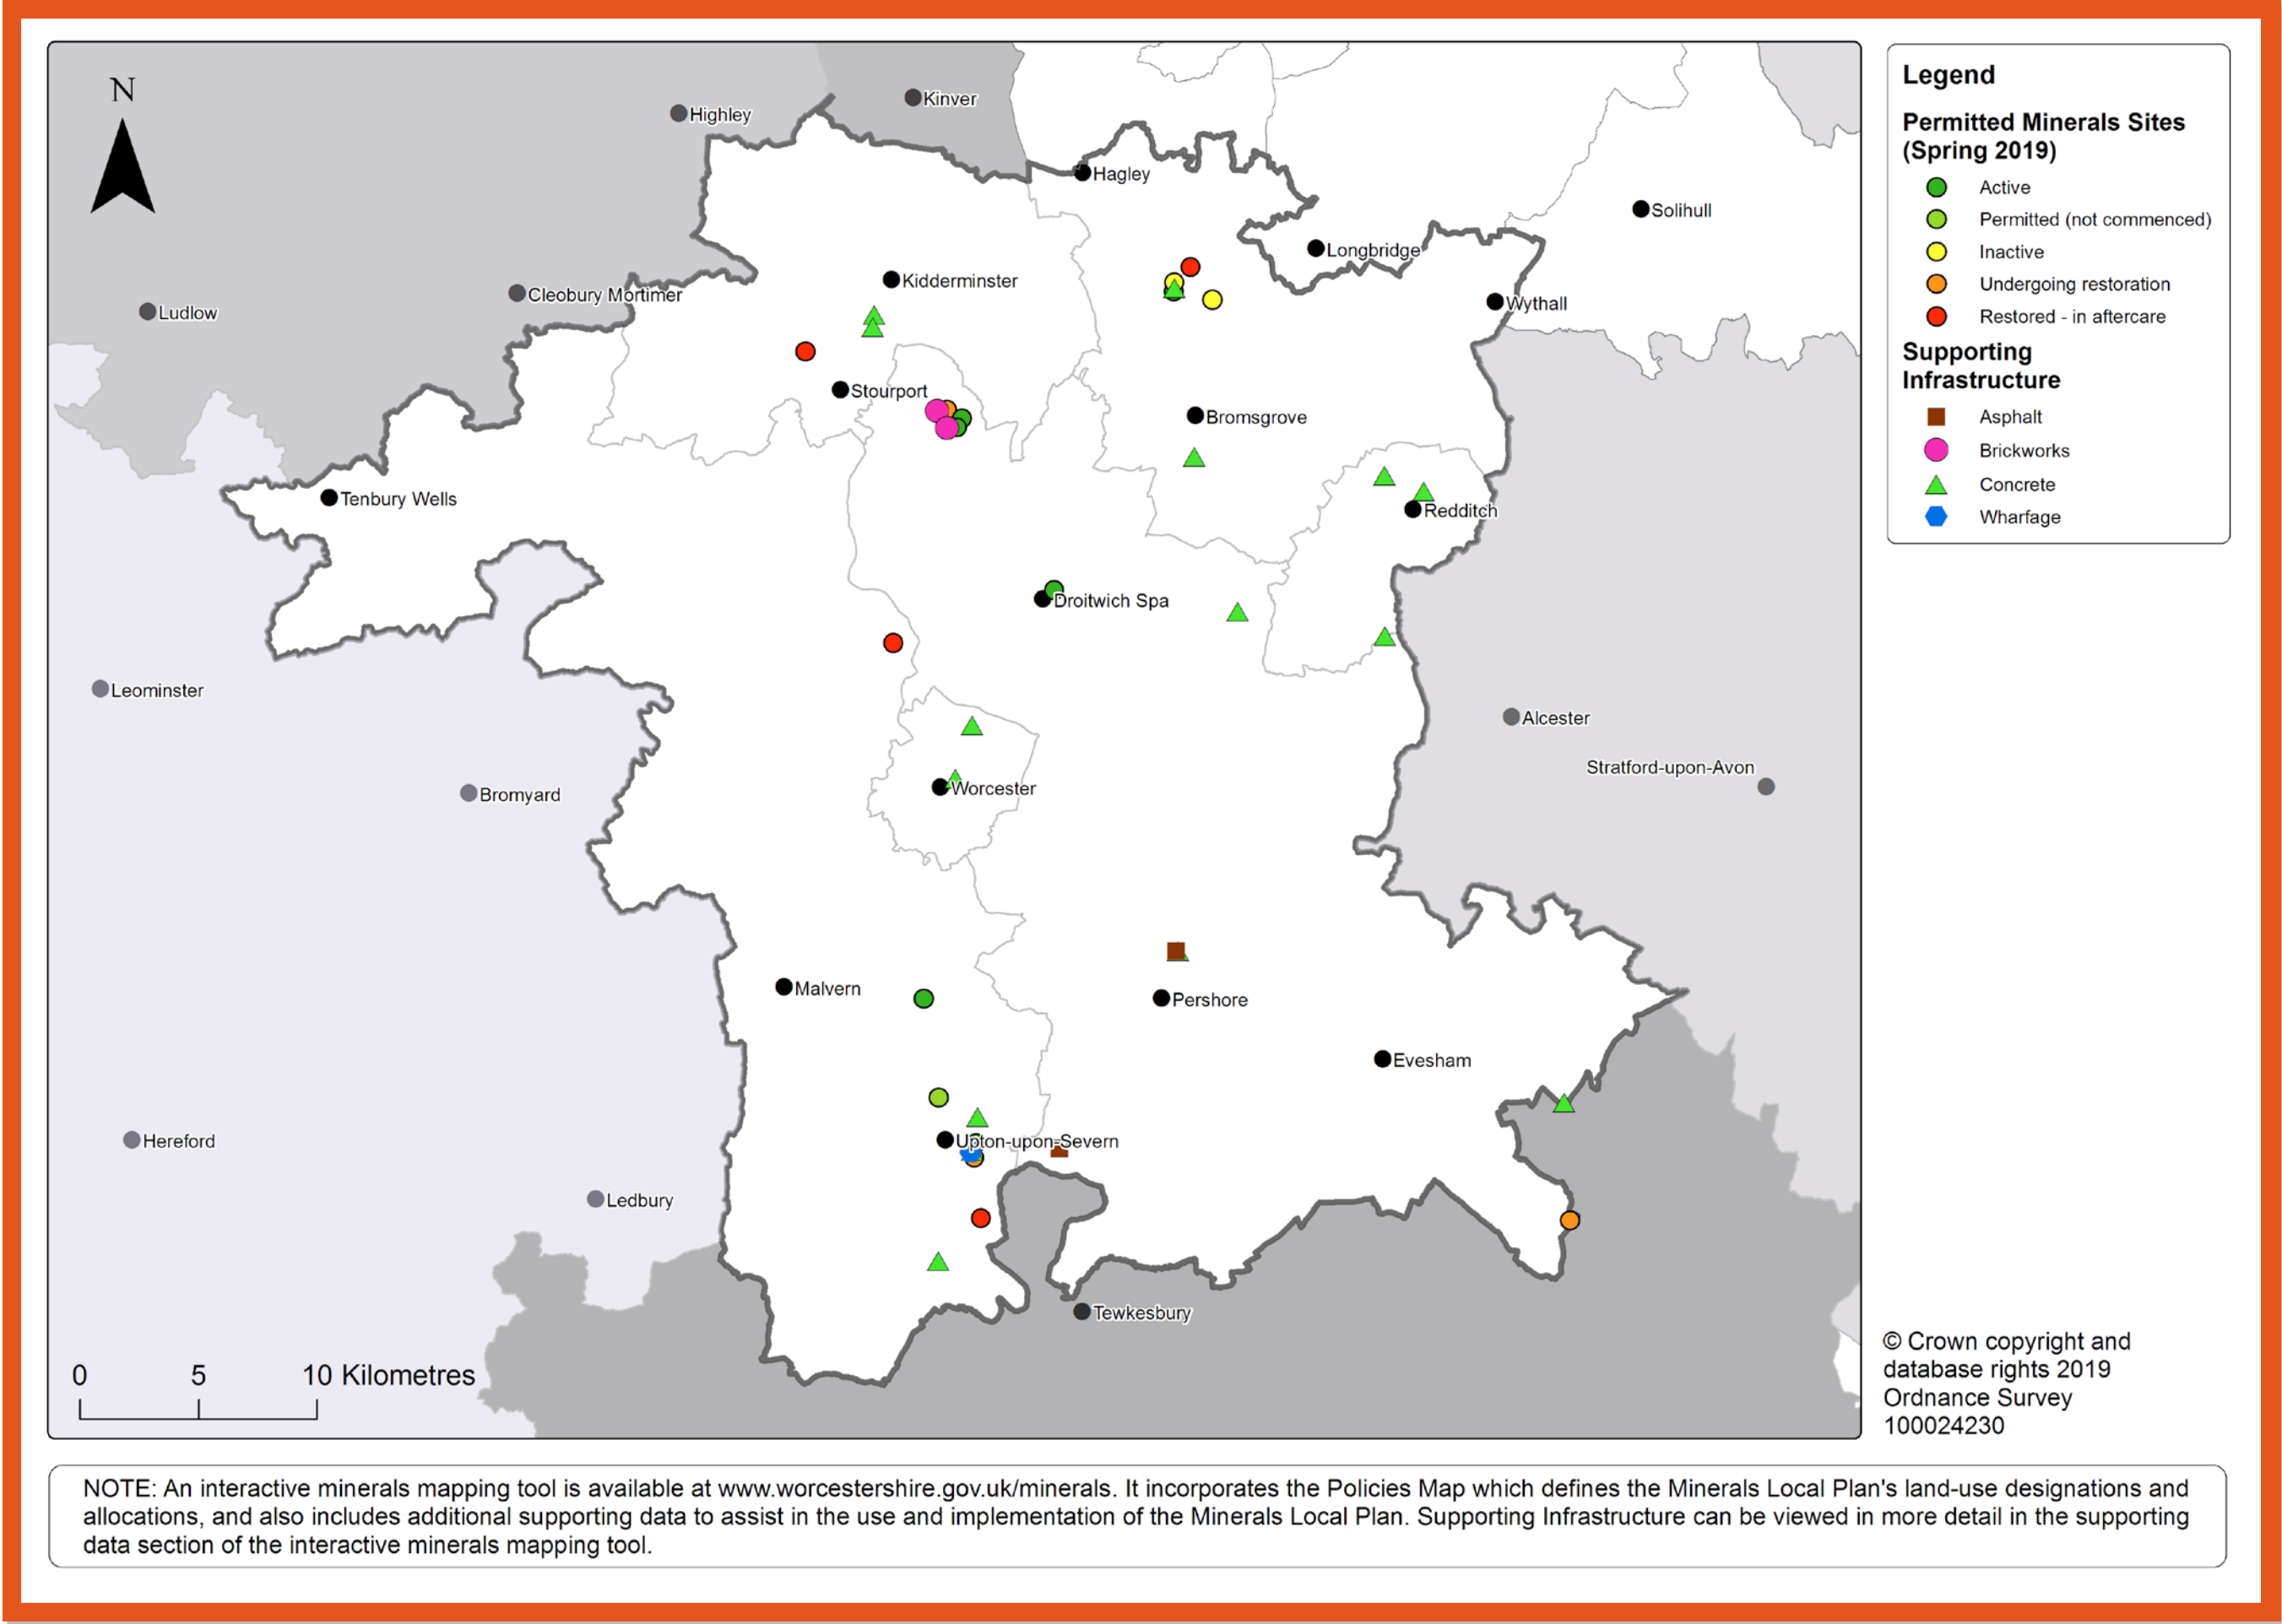 N
Highley
Kinver
Hagley
Solihull
Longbridge
Kidderminster
Cleobury Mortimer
Ludlow
Wythall
Stourport
Bromsgrove
Tenbury Wells
Redditch
Droitwich Spa
Leominster
Alcester
Stratford-upon-Avon
Bromyard
Worcester
Malvern
Pershore
Evesham
Hereford
Upton-upon-Severn
Ledbury
Tewkesbury
0 5 10 Kilometres
Legend
Permitted Minerals Sites
(Spring 2019)
Active
Permitted (not commenced)
Inactive
Undergoing restoration
Restored - in aftercare
Supporting
Infrastructure
Asphalt
Brickworks
Concrete
Wharfage
© Crown copyright and
database rights 2019
Ordnance Survey
100024230
NOTE: An interactive minerals mapping tool is available at www.worcestershire.gov.uk/minerals. It incorporates the Policies Map which defines the Minerals Local Plan's land-use designations and
allocations, and also includes additional supporting data to assist in the use and implementation of the Minerals Local Plan. Supporting Infrastructure can be viewed in more detail in the supporting
data section of the interactive minerals mapping tool.